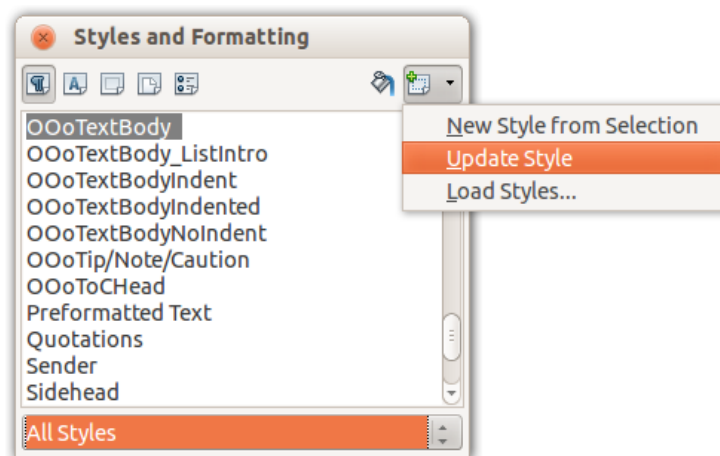 Styles and Formatting
OOoTextBody
OOoTextBody_ListIntro
OOoTextBodyIndent
OOoTextBodyIndented
OOoTextBodyNoIndent
OOoTip/Note/Caution
OOoToCHead
Preformatted Text
Quotations
Sender
Sidehead
All Styles
New Style from Selection
Update Style
Load Styles...